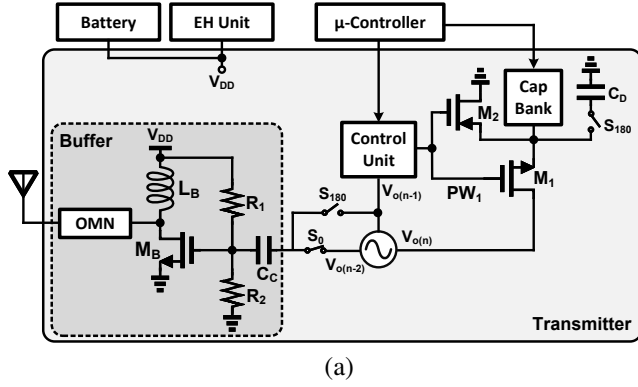 Battery
EH Unit
μ-Controller
V_DD
Cap
Bank
C_D
S_180
M_2
Buffer
V_DD
Control
Unit
L_B
R_1
S_180
V_o(n-1)
PW_1
M_1
OMN
M_B
C_C
S_0
V_o(n-2)
V_o(n)
R_2
Transmitter
(a)